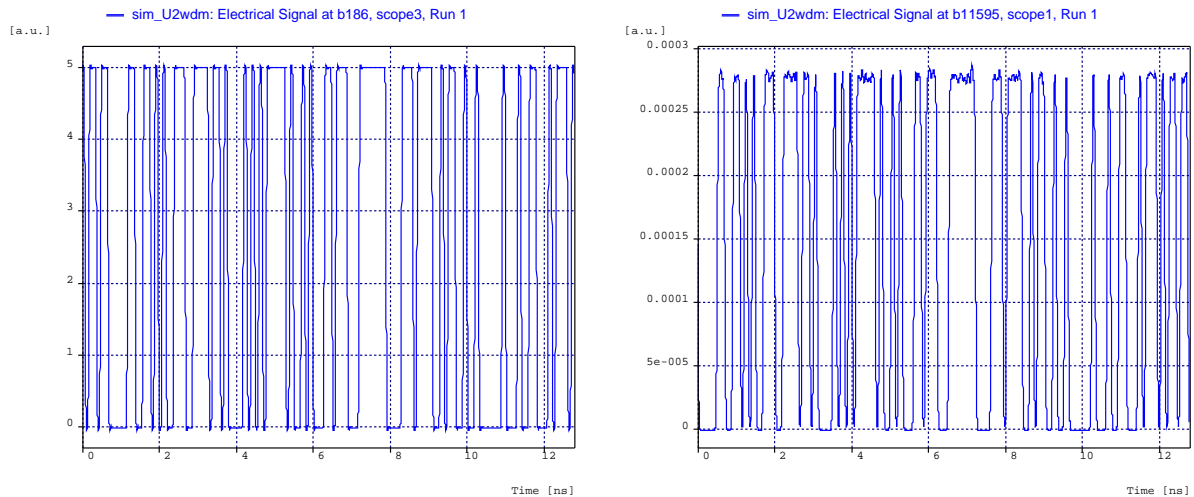 sim_U2wdm: Electrical Signal at b186, scope3, Run 1
[a.u.]
5
4
3
2
1
0
0 2 4 6 8 10 12
Time [ns]
sim_U2wdm: Electrical Signal at b11595, scope1, Run 1
[a.u.]
0.0003
0.00025
0.0002
0.00015
0.0001
5e-005
0
0 2 4 6 8 10 12
Time [ns]